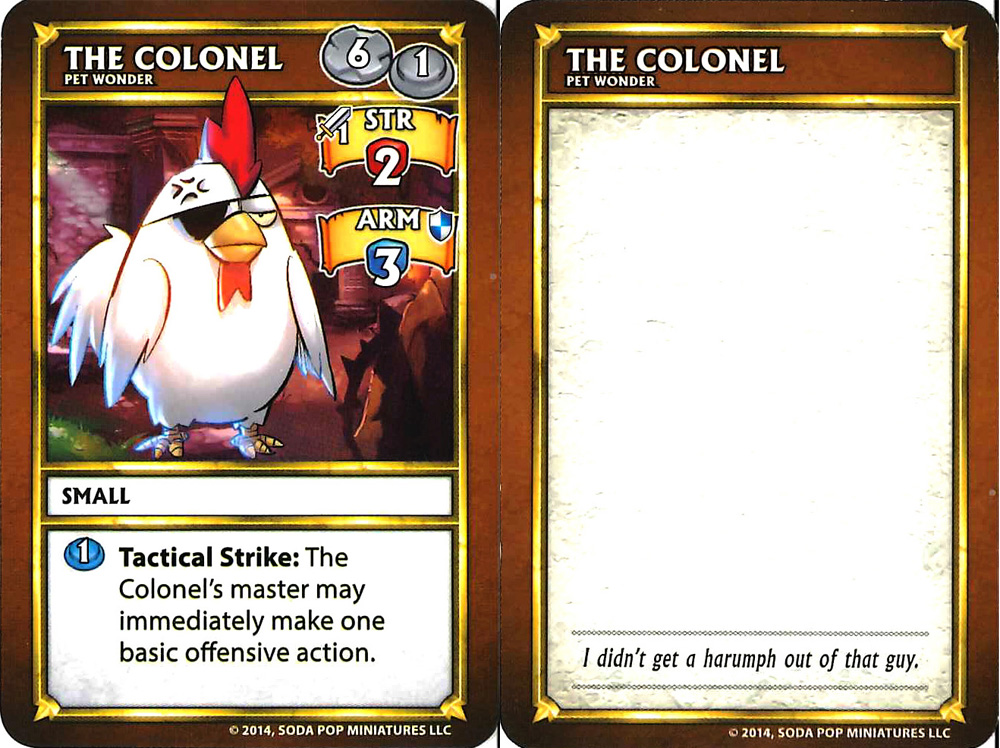 THE COLONEL
PET WONDER
6
1
1 STR
2
ARM
3
SMALL
1 Tactical Strike: The
Colonel's master may
immediately make one
basic offensive action.
© 2014, SODA POP MINIATURES LLC
THE COLONEL
PET WONDER
I didn't get a harumph out of that guy.
© 2014, SODA POP MINIATURES LLC